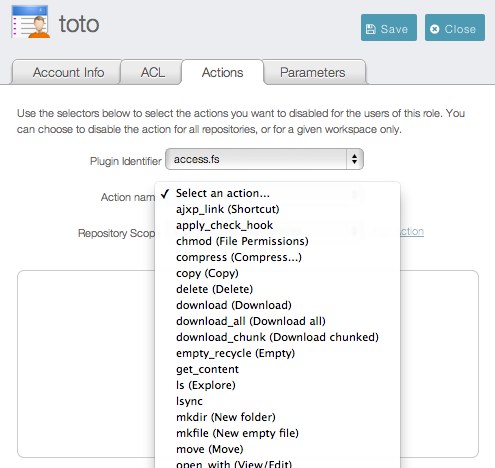 toto
Save
Close
Account Info
ACL
Actions
Parameters
Use the selectors below to select the actions you want to disabled for the users of this role. You
can choose to disable the action for all repositories, or for a given workspace only.
Plugin Identifier
access.fs
Action nam
✓ Select an action...
ajxp_link (Shortcut)
apply_check_hook
chmod (File Permissions)
Repository Scop
ction
compress (Compress...)
copy (Copy)
delete (Delete)
download (Download)
download_all (Download all)
download_chunk (Download chunked)
empty_recycle (Empty)
get_content
ls (Explore)
lsync
mkdir (New folder)
mkfile (New empty file)
move (Move)
open_with (View/Edit)